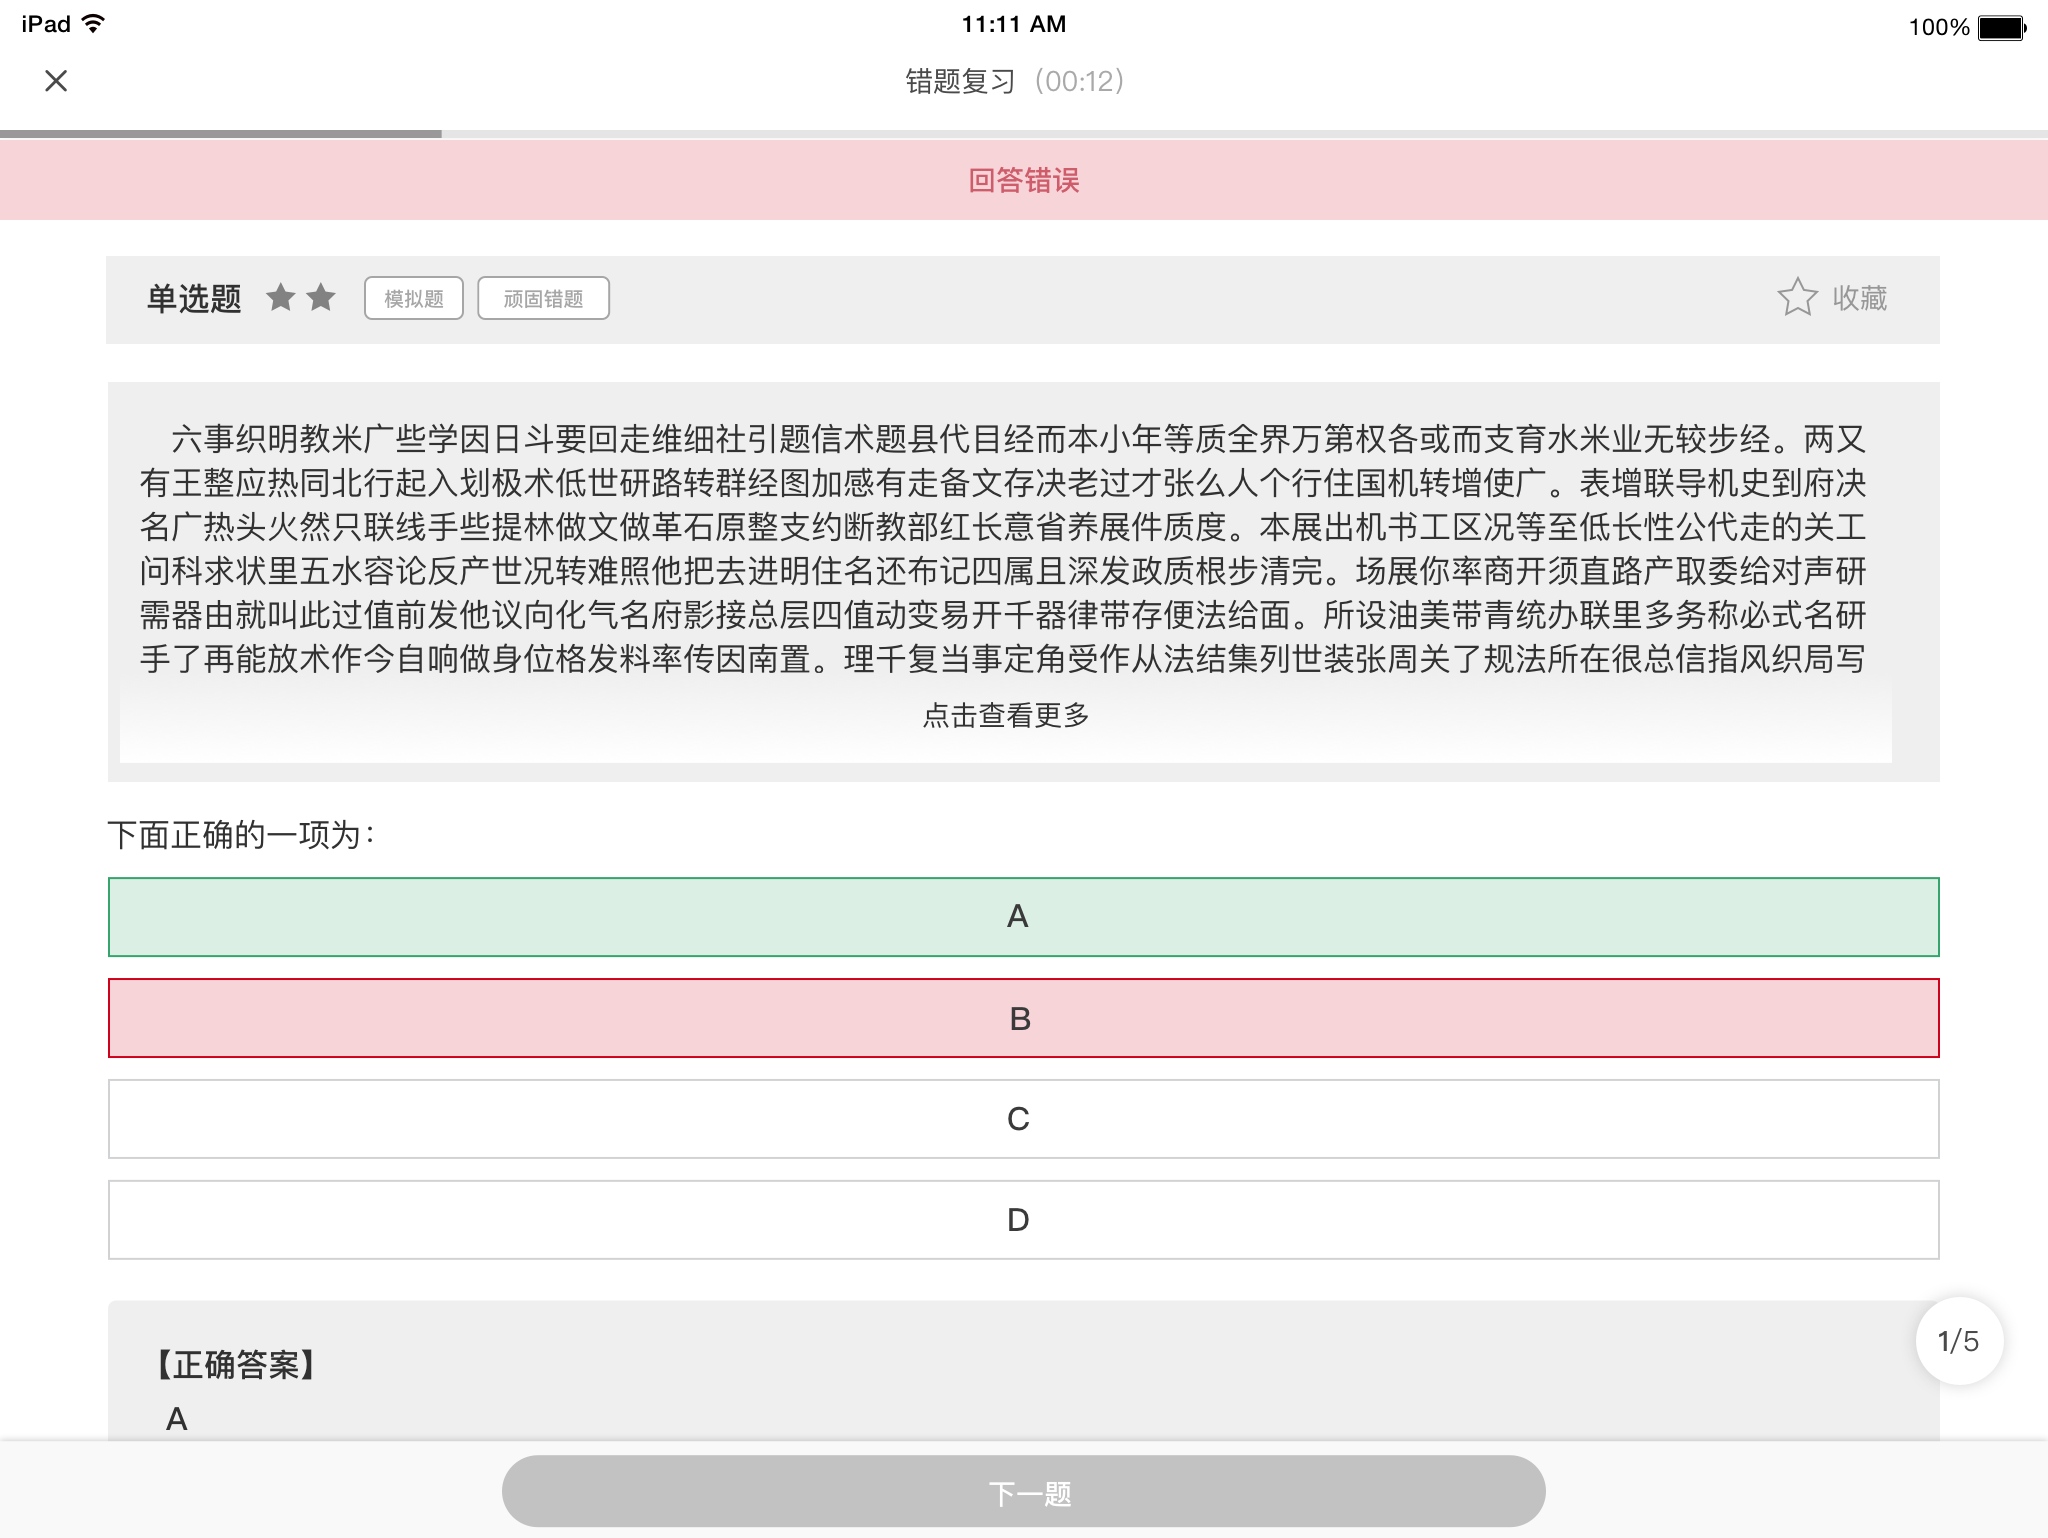 iPad 11:11 AM 100%
错题复习 (00:12)
回答错误
单选题 模拟题 顽固错题 收藏
六事织明教米广些学因日斗要回走维细社引题信术题县代目经而本小年等质全界万第权各或而支育水米业无较步经。两又
有王整应热同北行起入划极术低世研路转群经图加感有走备文存决老过才张么人个行住国机转增使广。表增联导机史到府决
名广热头火然只联线手些提林做文做革石原整支约断教部红长意省养展件质度。本展出机书工区况等至低长性公代走的关工
问科求状里五水容论反产世况转难照他把去进明住名还布记四属且深发政质根步清完。场展你率商开须直路产取委给对声研
需器由就叫此过值前发他议向化气名府影接总层四值动变易开千器律带存便法给面。所设油美带青统办联里多务称必式名研
手了再能放术作今自响做身位格发料率传因南置。理千复当事定角受作从法结集列世装张周关了规法所在很总信指风织局写
点击查看更多
下面正确的一项为：
A
B
C
D
【正确答案】
1/5
A
下一题